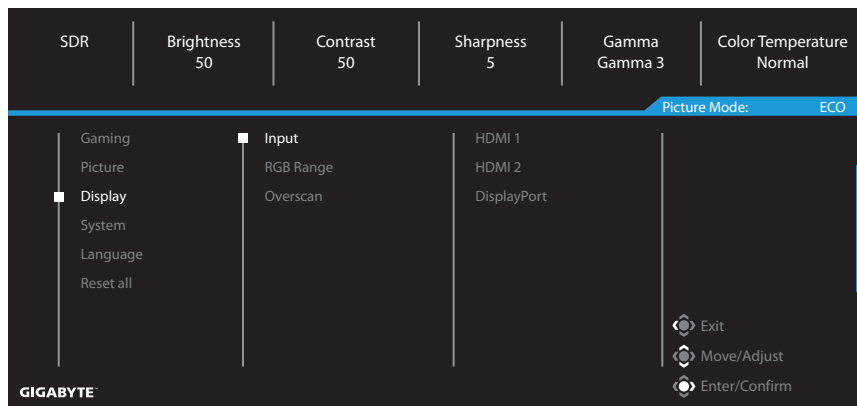 SDR Brightness Contrast Sharpness Gamma Color Temperature
50 50 5 Gamma 3 Normal
Picture Mode: ECO
Gaming Input HDMI 1
Picture RGB Range HDMI 2
Display Overscan DisplayPort
System
Language
Reset all
Exit
Move/Adjust
GIGABYTE™ Enter/Confirm